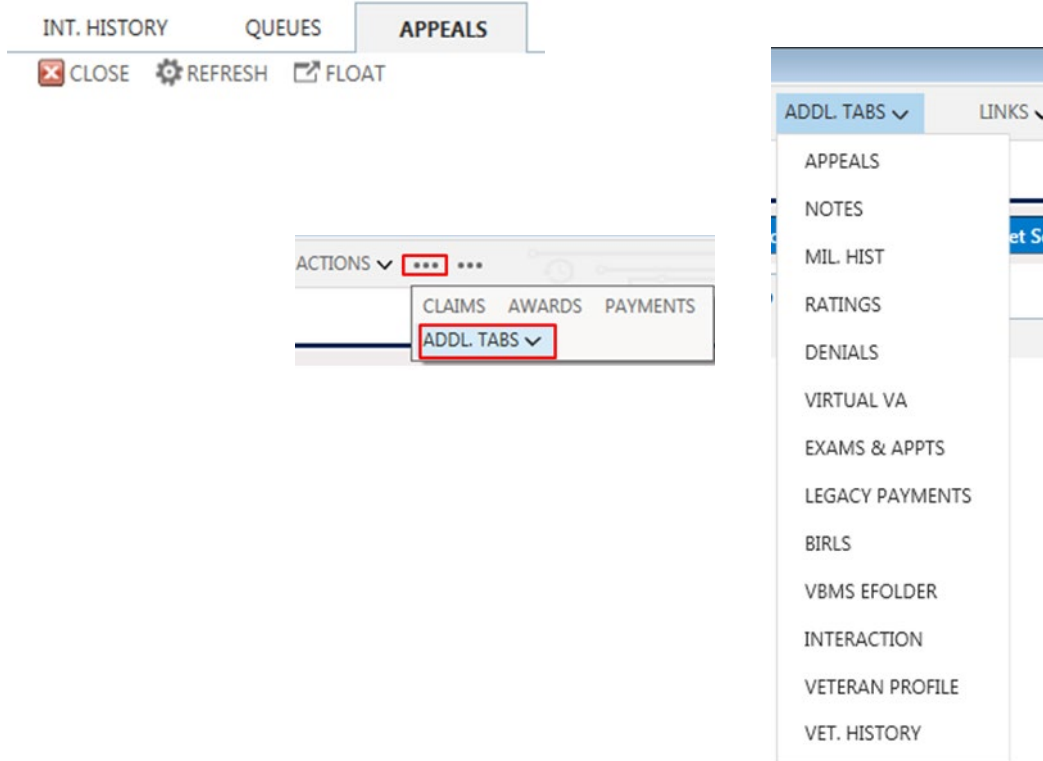 INT. HISTORY QUEUES APPEALS
CLOSE REFRESH FLOAT
ACTIONS
CLAIMS AWARDS PAYMENTS
ADDL. TABS
ADDL. TABS LINKS
APPEALS
NOTES
MIL. HIST
RATINGS
DENIALS
VIRTUAL VA
EXAMS & APPTS
LEGACY PAYMENTS
BIRLS
VBMS EFOLDER
INTERACTION
VETERAN PROFILE
VET. HISTORY